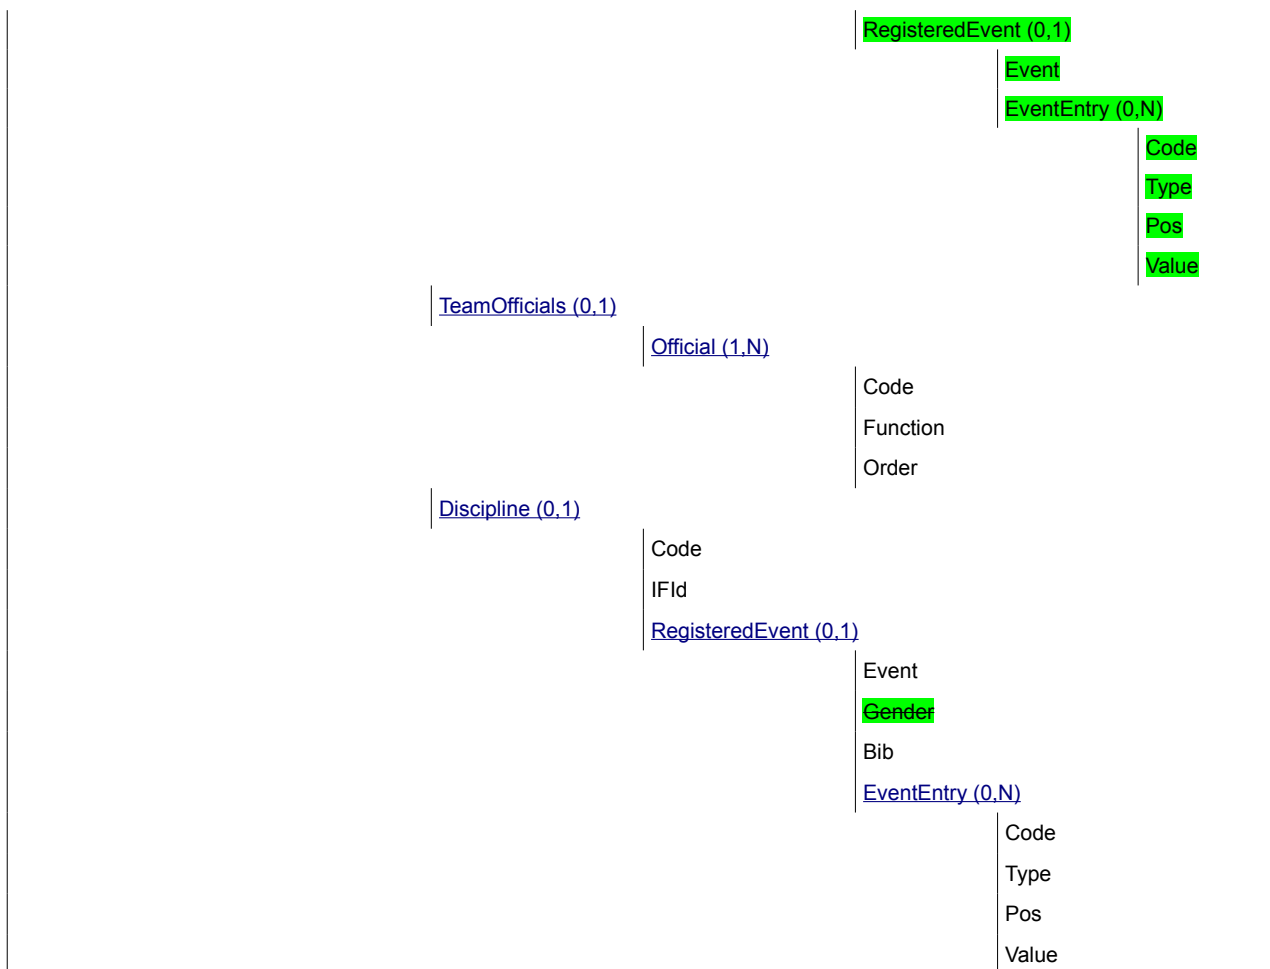 RegisteredEvent (0,1)
Event
EventEntry (0,N)
Code
Type
Pos
Value
TeamOfficials (0,1)
Official (1,N)
Code
Function
Order
Discipline (0,1)
Code
IFId
RegisteredEvent (0,1)
Event
Gender
Bib
EventEntry (0,N)
Code
Type
Pos
Value